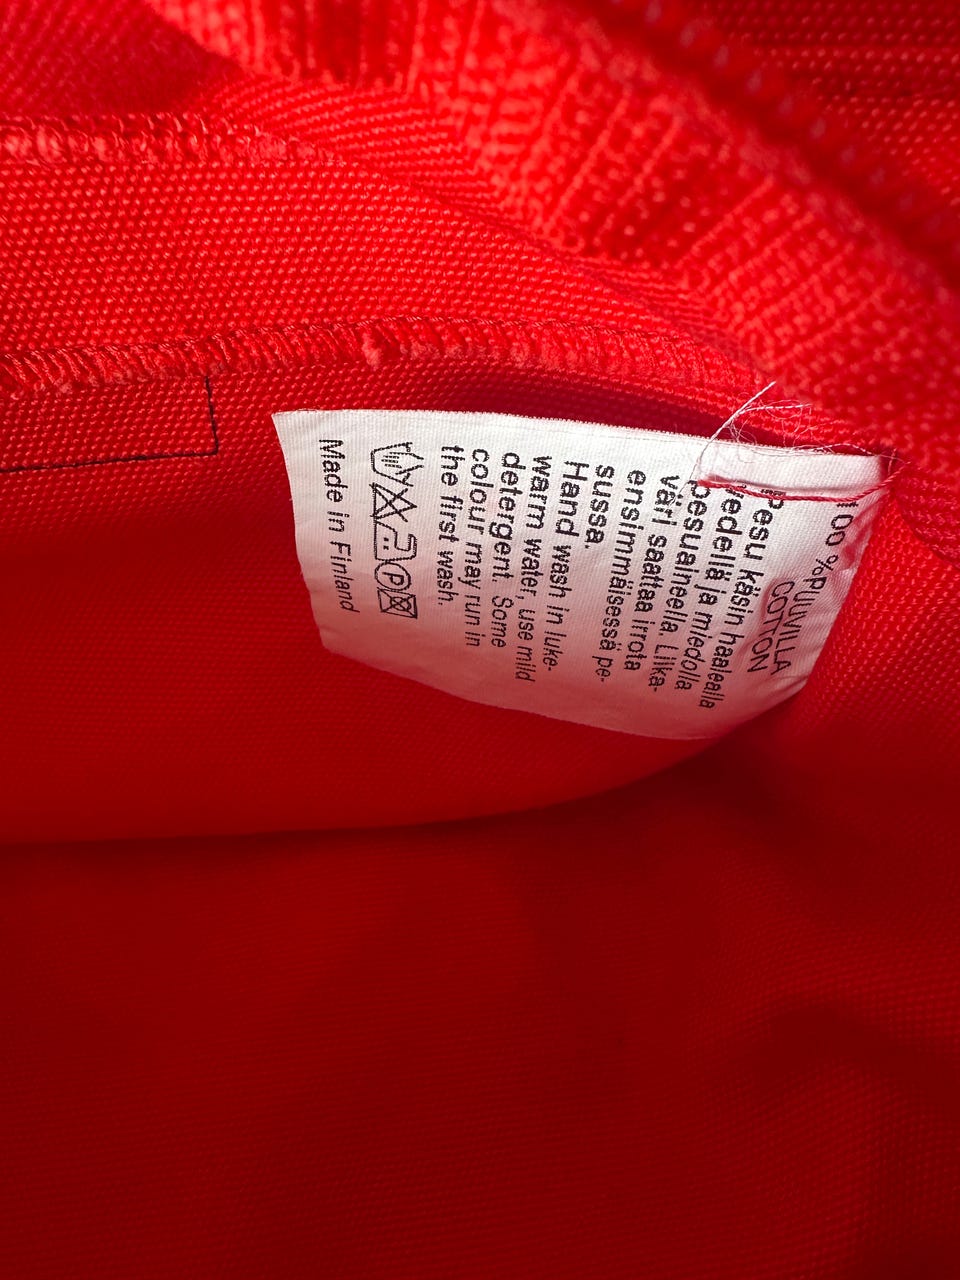 100 % PUUVILLA
COTTON
Pesu käsin haalealla
vedellä ja miedolla
pesuaineella. Liika-
väri saattaa irrota
ensimmäisessä pe-
sussa.
Hand wash in luke-
warm water, use mild
detergent. Some
colour may run in
the first wash.
P
Made in Finland